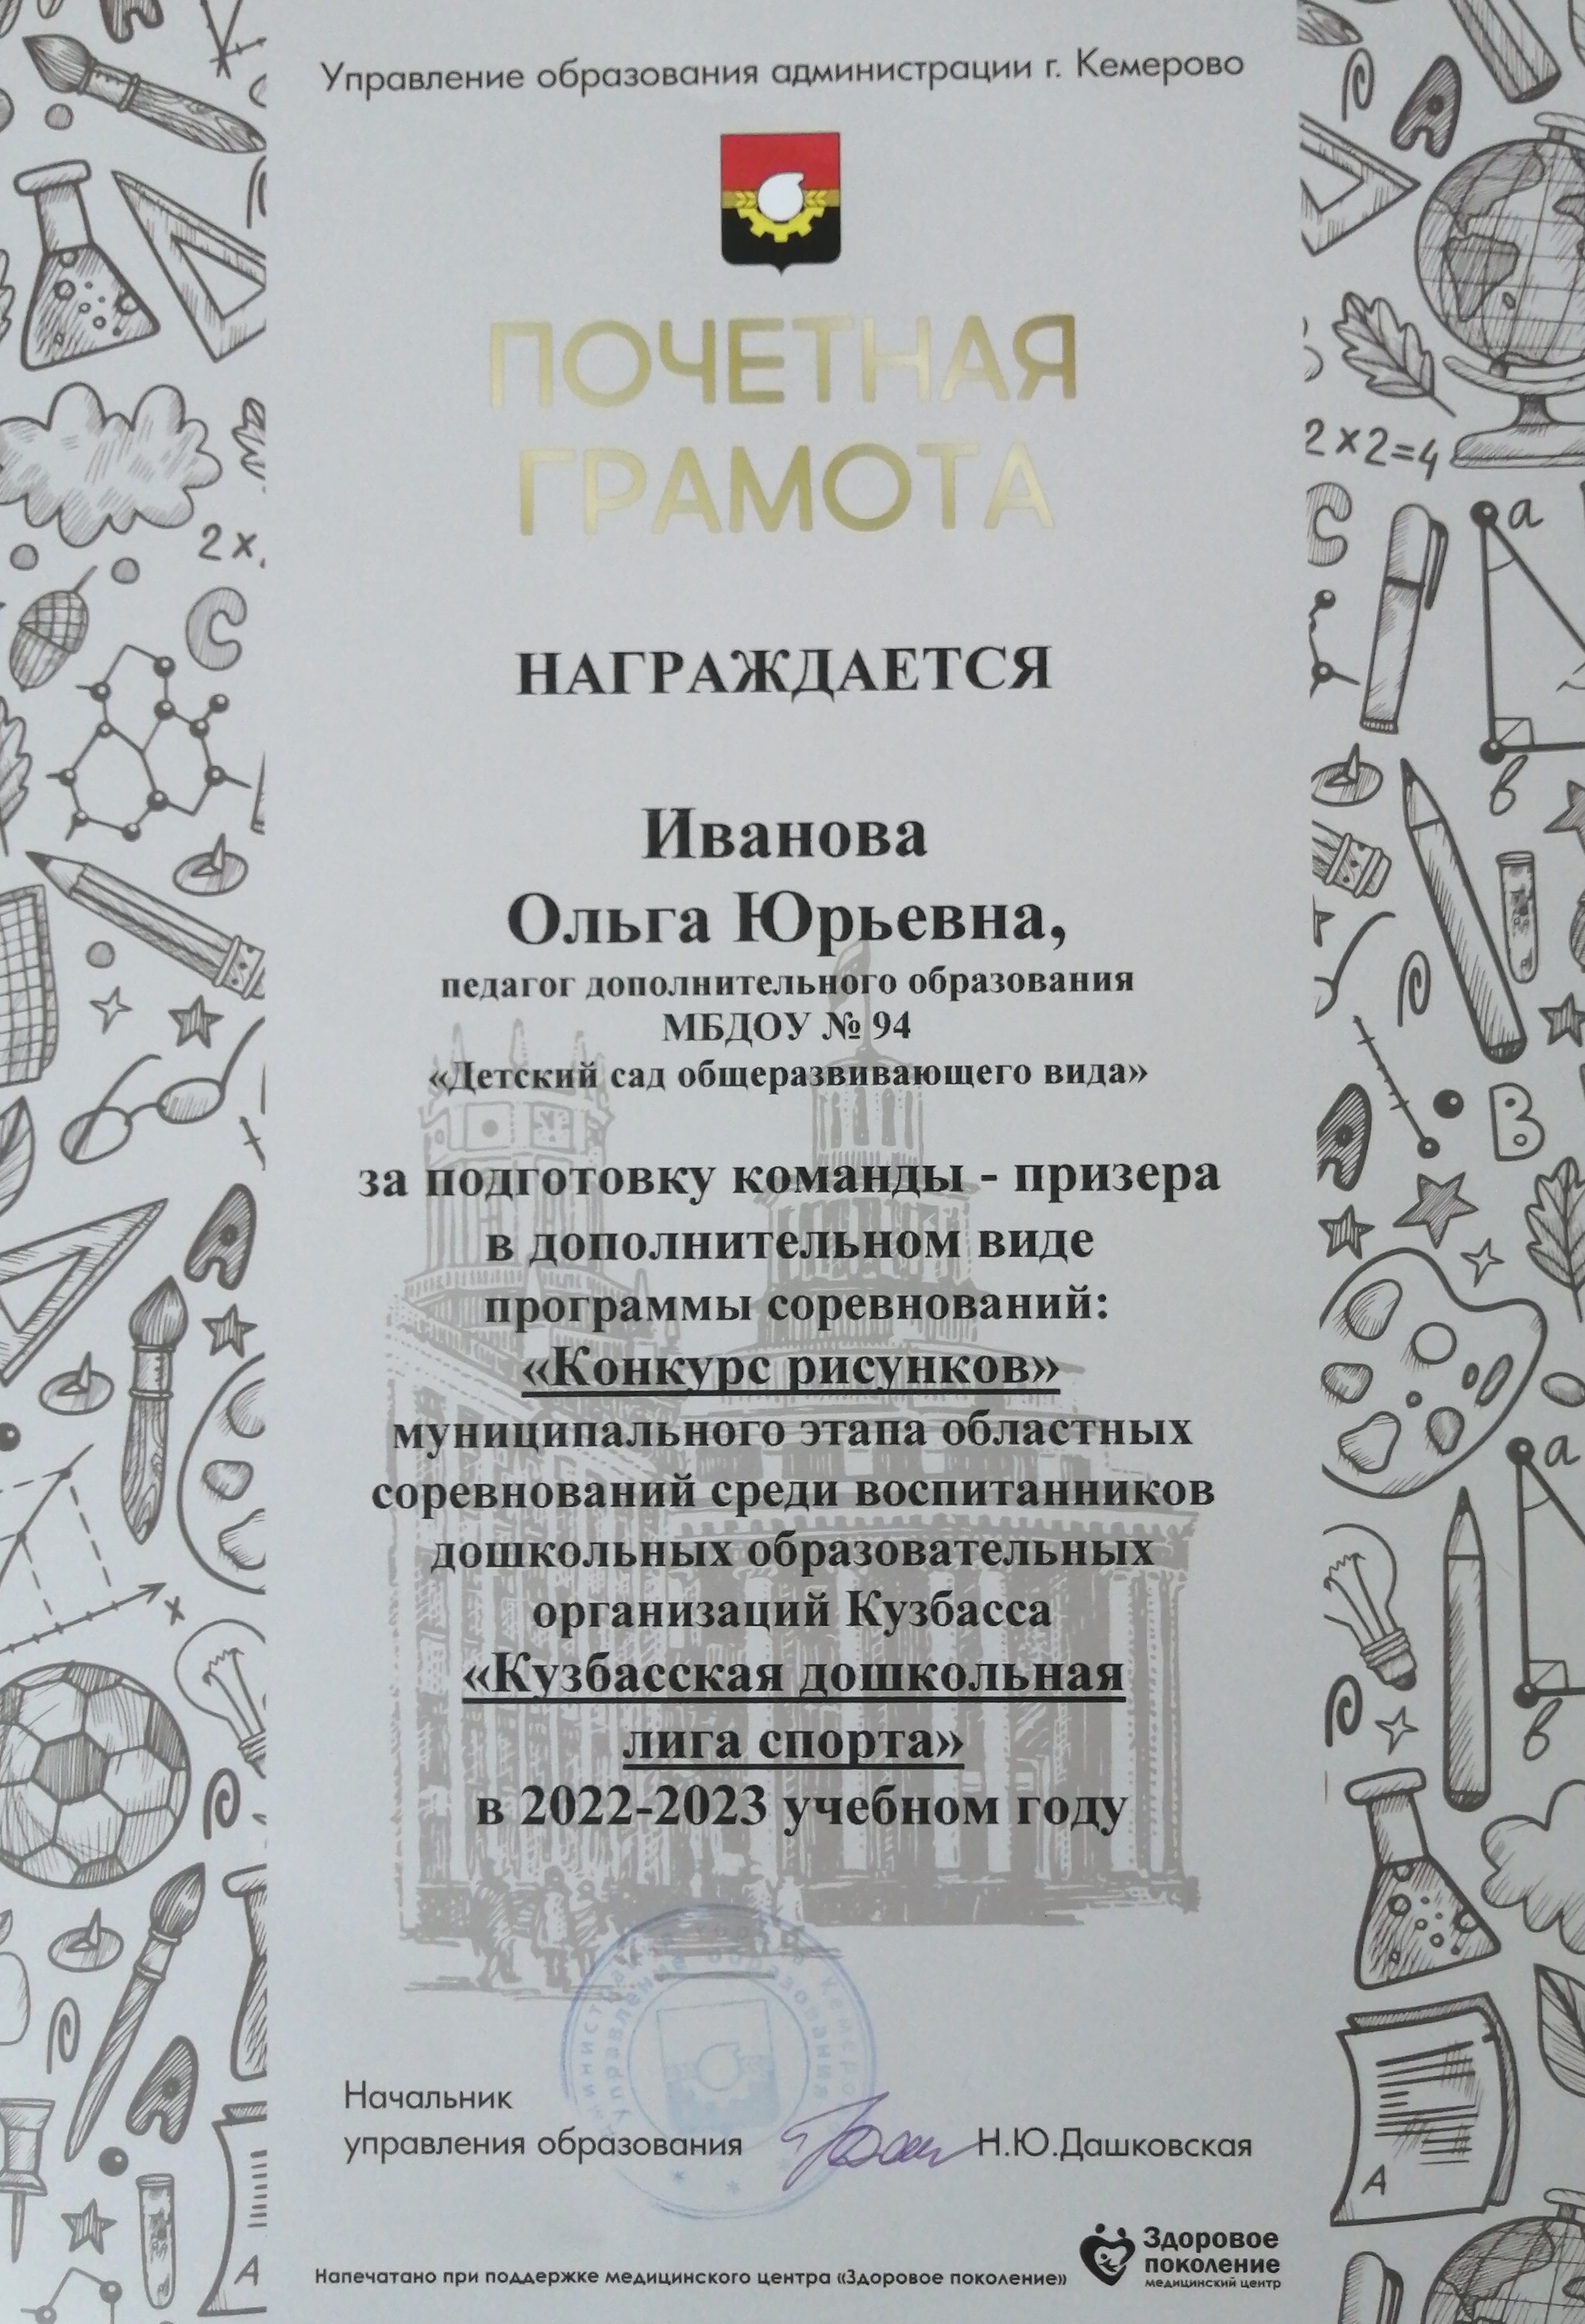 Управление образования администрации г. Кемерово
ПОЧЕТНАЯ
ГРАМОТА
НАГРАЖДАЕТСЯ
Иванова
Ольга Юрьевна,
педагог дополнительного образования
МБДОУ № 94
«Детский сад общеразвивающего вида»
за подготовку команды - призера
в дополнительном виде
программы соревнований:
«Конкурс рисунков»
муниципального этапа областных
соревнований среди воспитанников
дошкольных образовательных
организаций Кузбасса
«Кузбасская дошкольная
лига спорта»
в 2022-2023 учебном году
Начальник
управления образования
Н.Ю.Дашковская
Напечатано при поддержке медицинского центра «Здоровое поколение»
Здоровое
поколение
медицинский центр
2 x
C
x
A
2 x 2 = 4
C
a
в
B
a
в
A